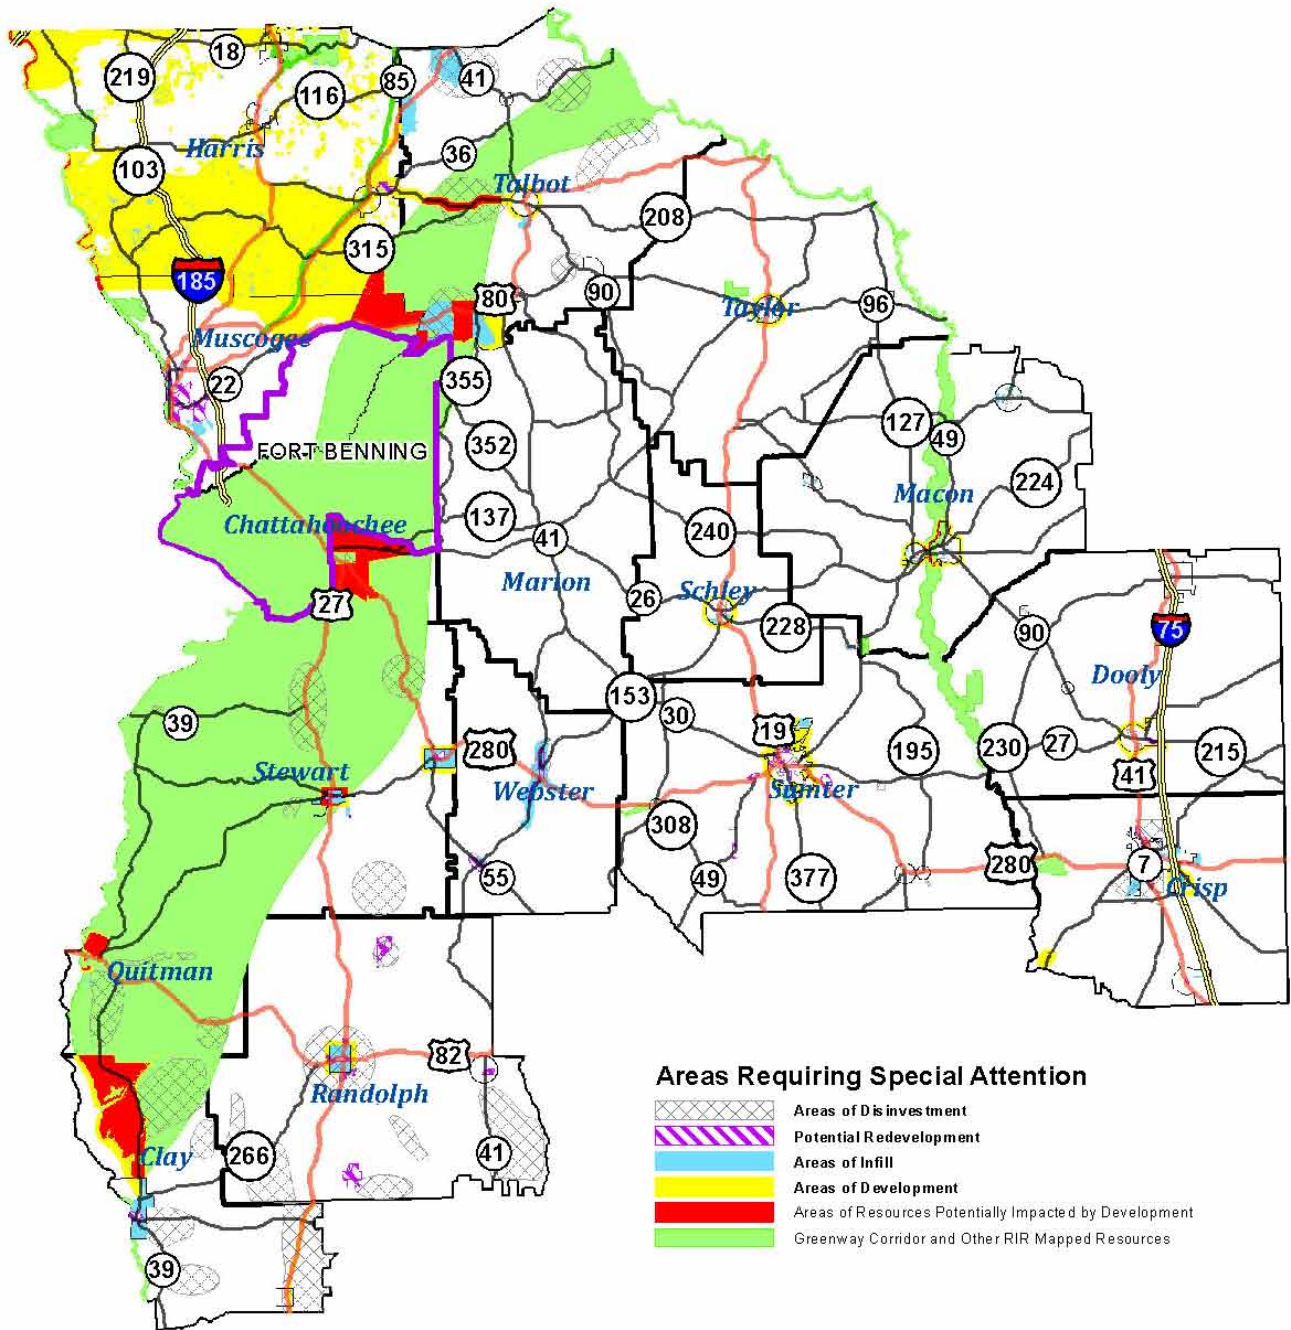 18
219
41
85
116
36
Harris
103
Talbot
208
315
185
80
90
Taylor
96
Muscogee
22
355
127
49
352
FORT BENNING
224
Macon
137
Chattahoochee
41
240
Marion
Schley
26
27
228
90
75
Dooly
153
30
39
19
280
195
230
27
215
41
Stewart
Webster
Sumter
308
280
7
55
49
377
Crisp
Quitman
82
Randolph
Clay
266
41
39
Areas Requiring Special Attention
Areas of Disinvestment
Potential Redevelopment
Areas of Infill
Areas of Development
Areas of Resources Potentially Impacted by Development
Greenway Corridor and Other RIR Mapped Resources